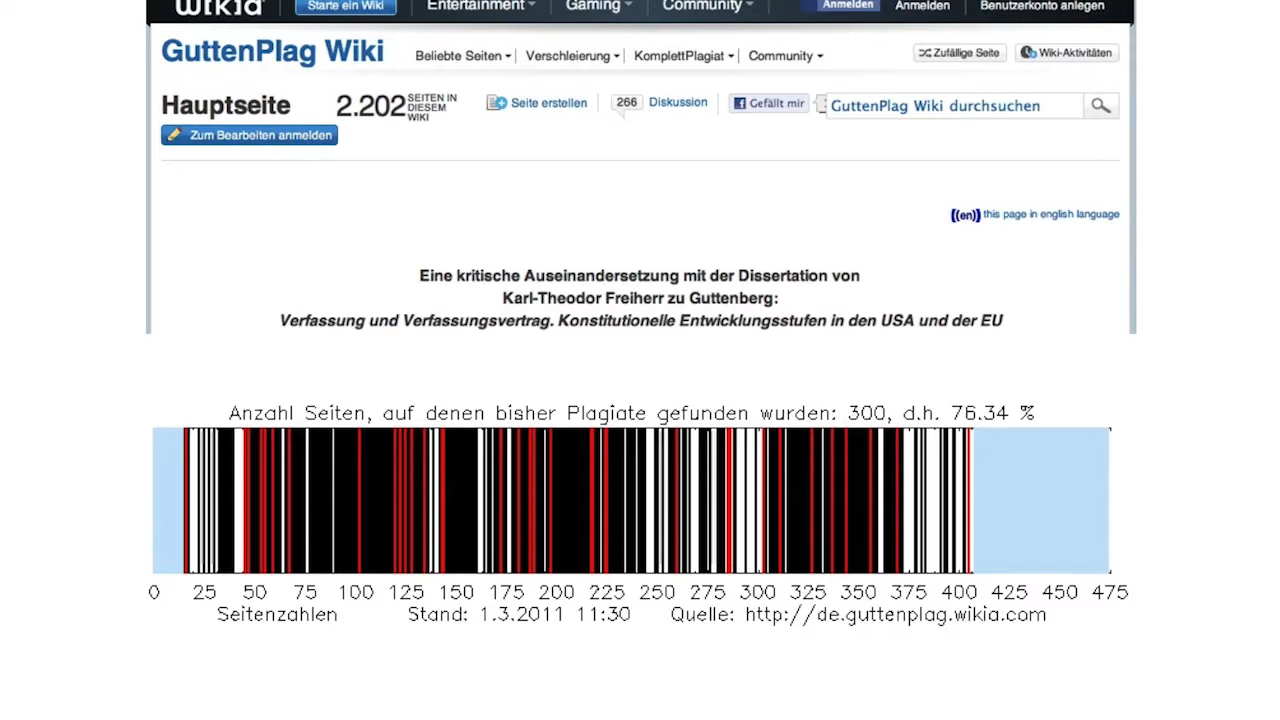 wikia Starte ein Wiki Entertainment Gaming Community Anmelden Anmelden Benutzerkonto anlegen
GuttenPlag Wiki Beliebte Seiten Verschleierung KomplettPlagiat Community Zufällige Seite Wiki-Aktivitäten
Hauptseite 2.202 SEITEN IN DIESEM WIKI Seite erstellen 266 Diskussion Gefällt mir GuttenPlag Wiki durchsuchen
Zum Bearbeiten anmelden
((en)) this page in english language
Eine kritische Auseinandersetzung mit der Dissertation von
Karl-Theodor Freiherr zu Guttenberg:
Verfassung und Verfassungsvertrag. Konstitutionelle Entwicklungsstufen in den USA und der EU
Anzahl Seiten, auf denen bisher Plagiate gefunden wurden: 300, d.h. 76.34 %
0 25 50 75 100 125 150 175 200 225 250 275 300 325 350 375 400 425 450 475
Seitenzahlen Stand: 1.3.2011 11:30 Quelle: http://de.guttenplag.wikia.com